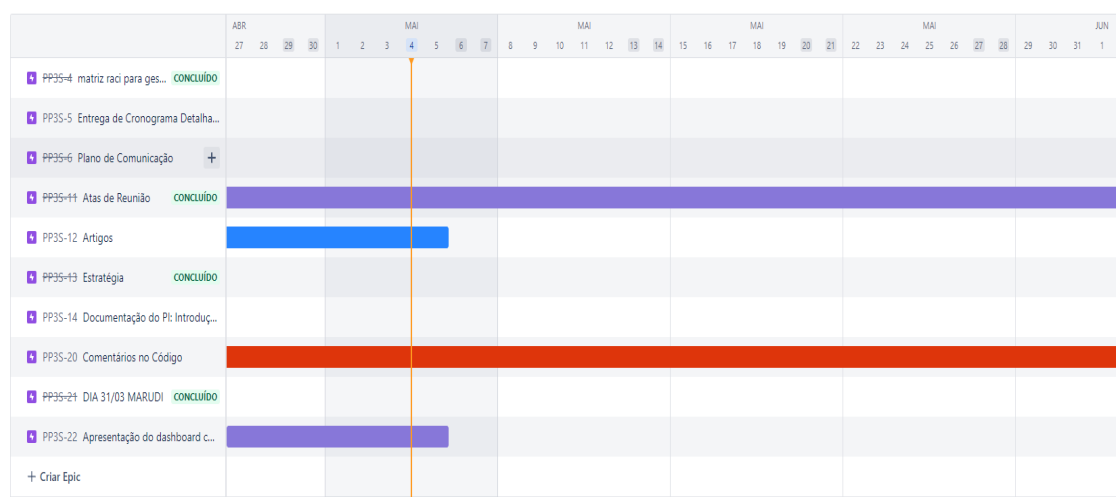 ABR MAI MAI MAI MAI JUN
27 28 29 30 1 2 3 4 5 6 7 8 9 10 11 12 13 14 15 16 17 18 19 20 21 22 23 24 25 26 27 28 29 30 31 1
PP3S-4 matriz raci para ges... CONCLUÍDO
PP3S-5 Entrega de Cronograma Detalha...
PP3S-6 Plano de Comunicação +
PP3S-11 Atas de Reunião CONCLUÍDO
PP3S-12 Artigos
PP3S-13 Estratégia CONCLUÍDO
PP3S-14 Documentação do PI: Introduç...
PP3S-20 Comentários no Código
PP3S-21 DIA 31/03 MARUDI CONCLUÍDO
PP3S-22 Apresentação do dashboard c...
+ Criar Epic